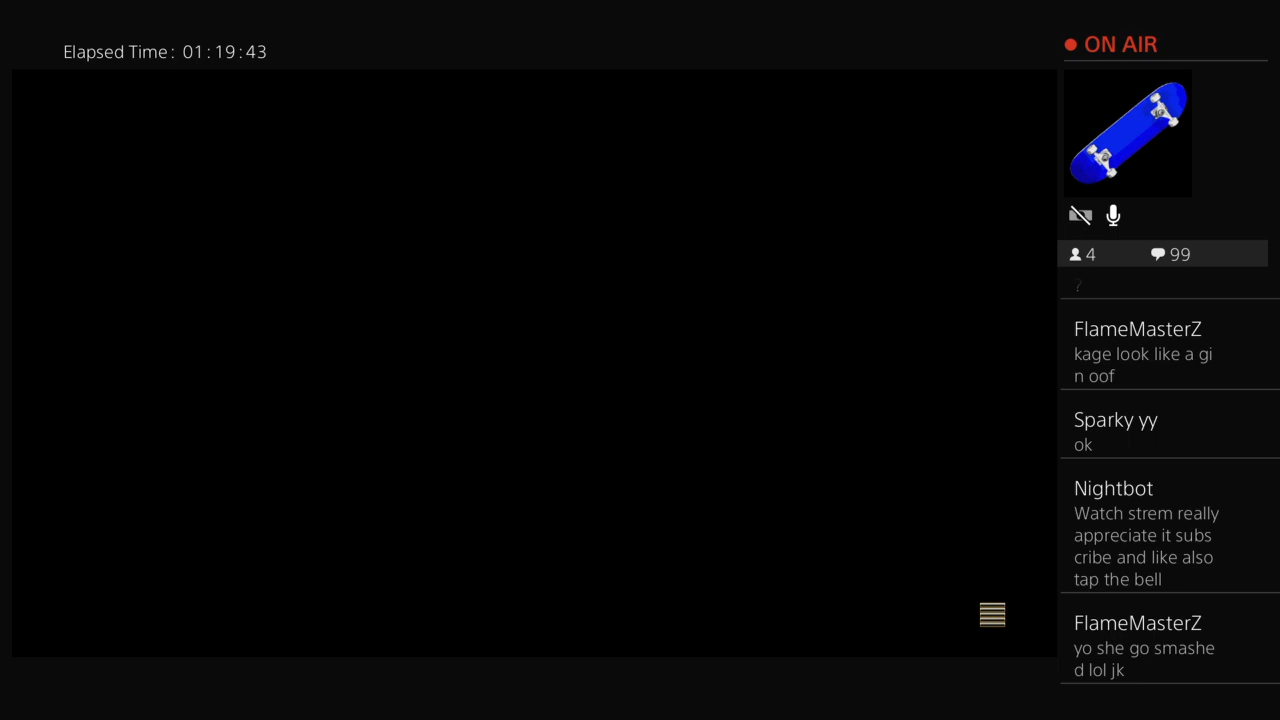 Elapsed Time: 01:19:43
ON AIR
4 99
?
FlameMasterZ
kage look like a gi
n oof
Sparky yy
ok
Nightbot
Watch strem really
appreciate it subs
cribe and like also
tap the bell
FlameMasterZ
yo she go smashe
d lol jk